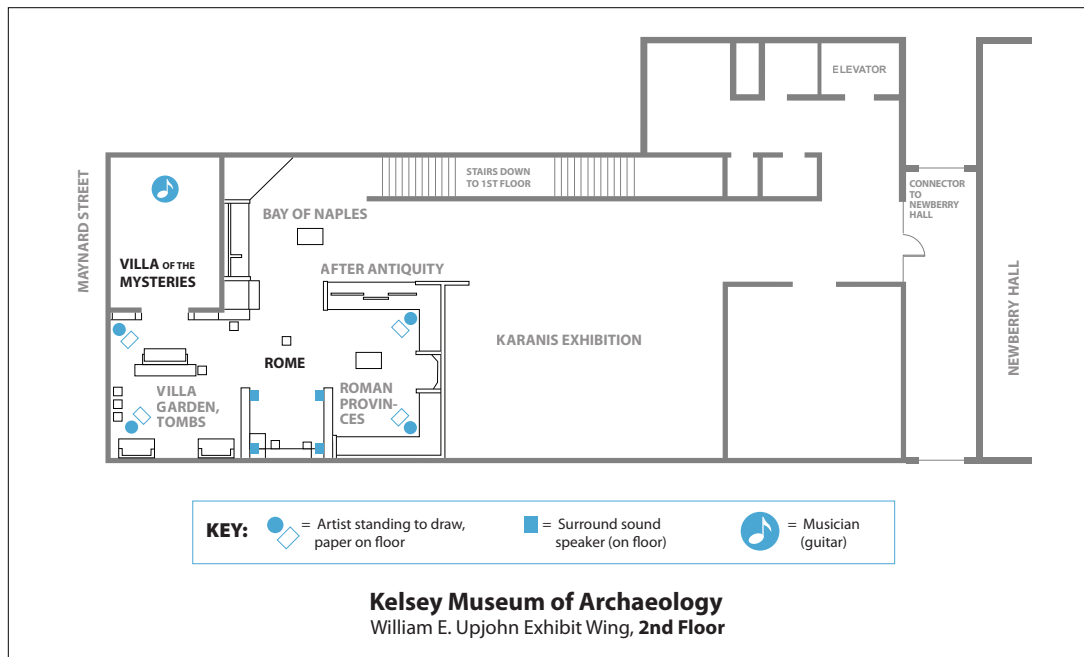 ELEVATOR
STAIRS DOWN
TO 1ST FLOOR
CONNECTOR
TO
NEWBERRY
HALL
MAYNARD STREET
BAY OF NAPLES
VILLA OF THE
MYSTERIES
AFTER ANTIQUITY
KARANIS EXHIBITION
NEWBERRY HALL
ROME
VILLA
GARDEN,
TOMBS
ROMAN
PROVIN-
CES
KEY:
= Artist standing to draw,
paper on floor
= Surround sound
speaker (on floor)
= Musician
(guitar)
Kelsey Museum of Archaeology
William E. Upjohn Exhibit Wing, 2nd Floor